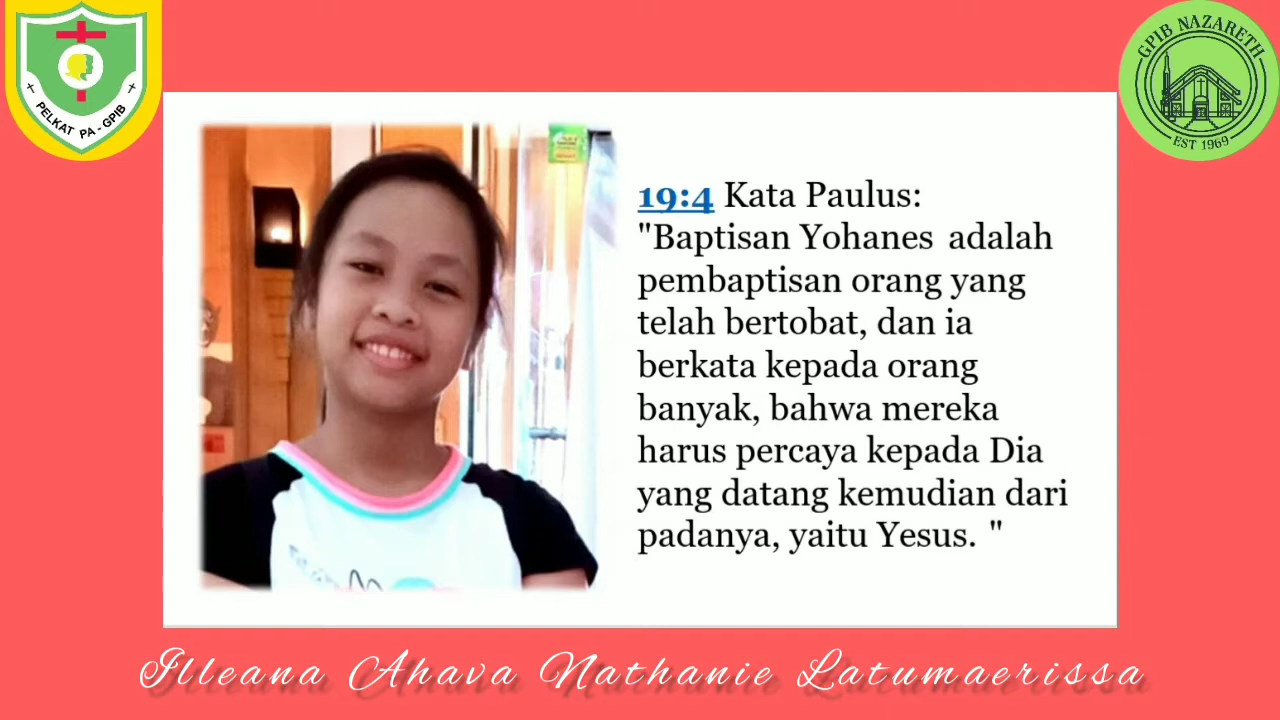 PELKAT PA - GPIB
GPIB NAZARETH
EST 1969
19:4 Kata Paulus:
"Baptisan Yohanes adalah
pembaptisan orang yang
telah bertobat, dan ia
berkata kepada orang
banyak, bahwa mereka
harus percaya kepada Dia
yang datang kemudian dari
padanya, yaitu Yesus. "
Illeana Ahava Nathanie Latumaerissa